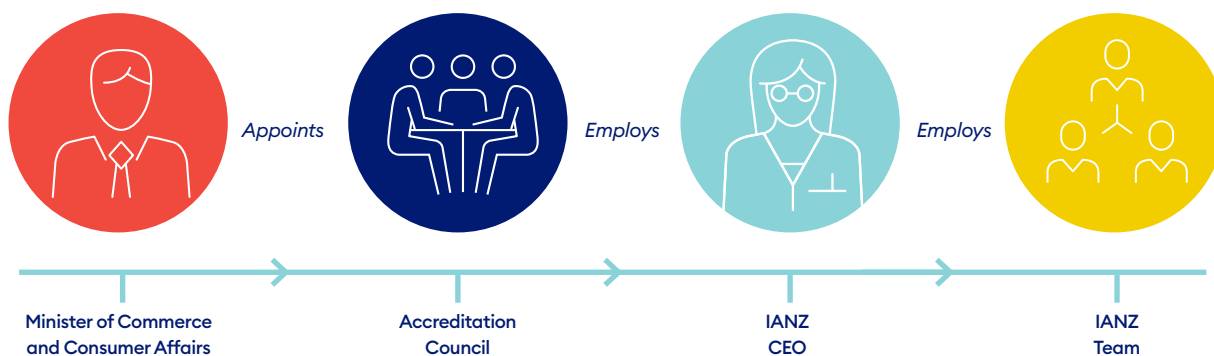 Appoints
Employs
Employs
Minister of Commerce
and Consumer Affairs
Accreditation
Council
IANZ
CEO
IANZ
Team